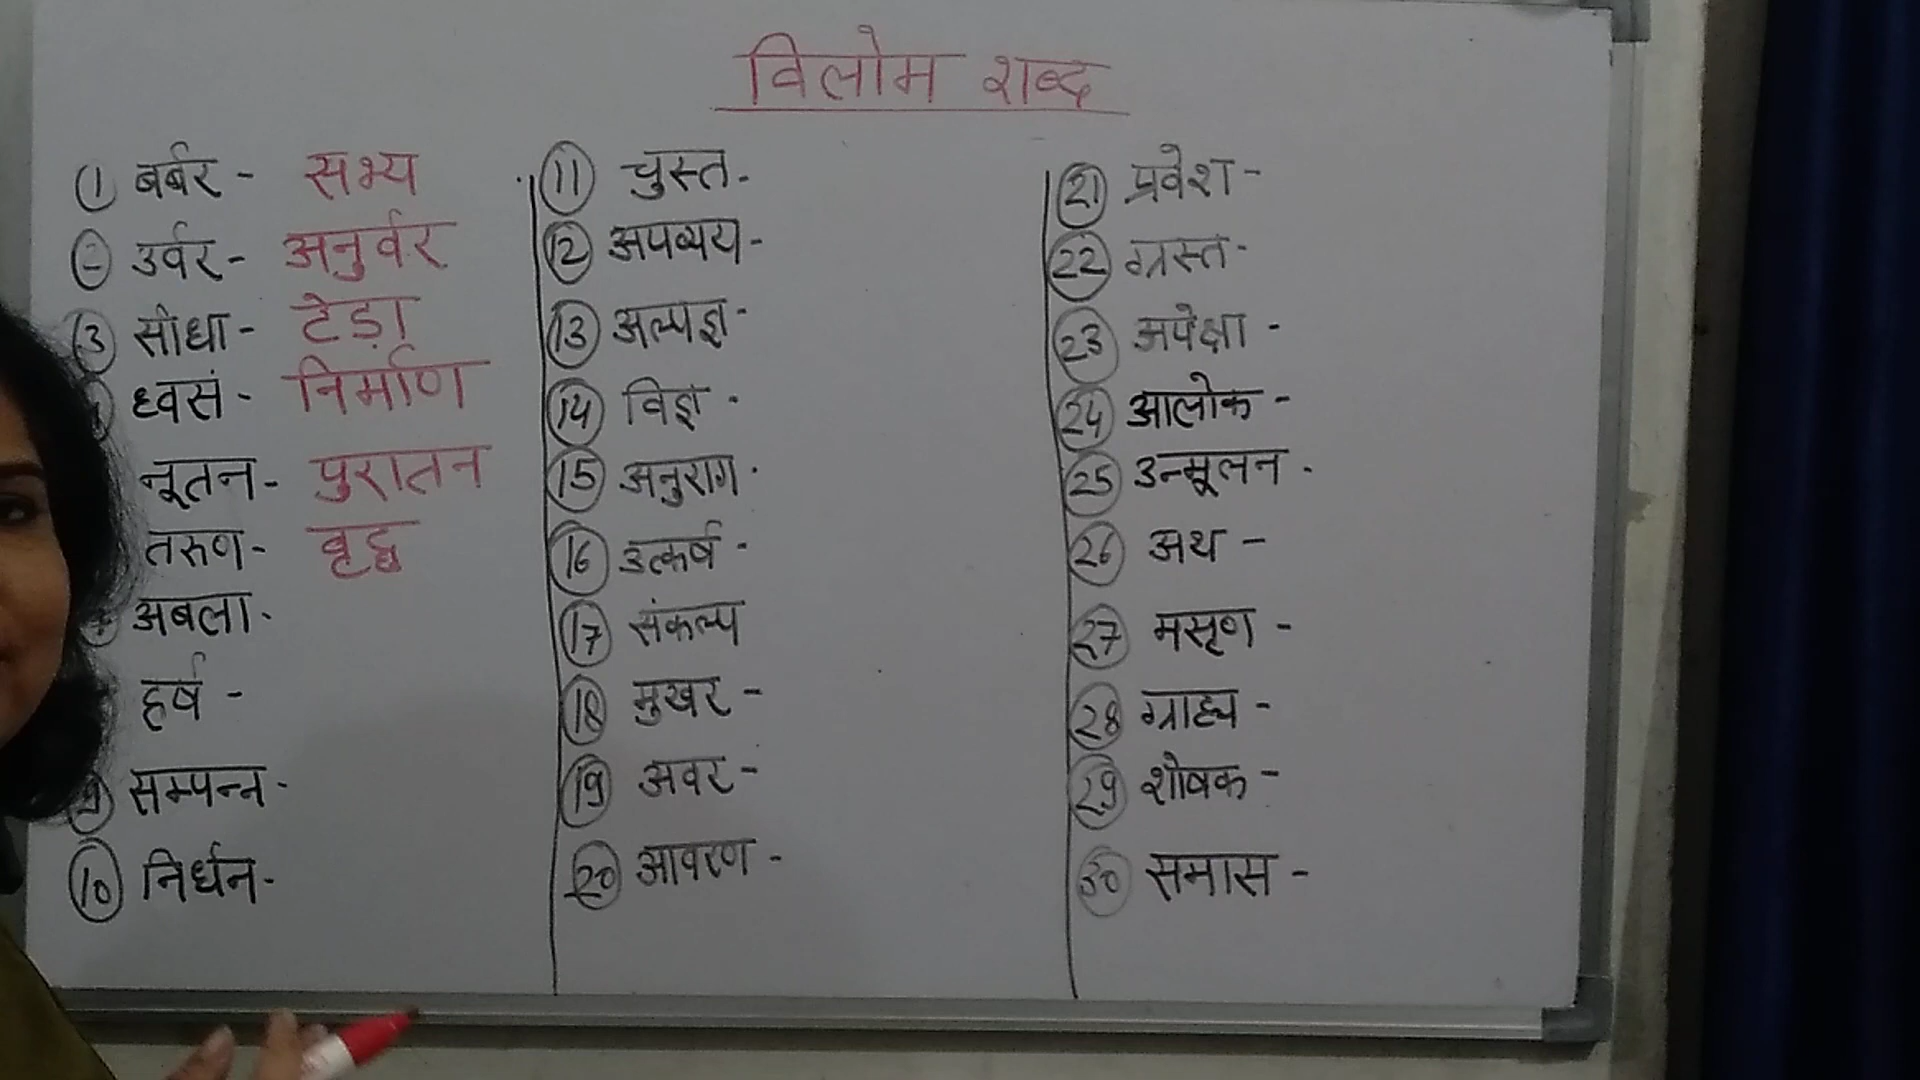 विलोम शब्द
① बर्बर - सभ्य
② उर्वर - अनुर्वर
③ सीधा - टेड़ा
ध्वसं - निर्माण
नूतन - पुरातन
तरुण - वृद्ध
अबला -
हर्ष -
⑨ सम्पन्न -
⑩ निर्धन -
⑪ चुस्त -
⑫ अपव्यय -
⑬ अल्पज्ञ -
⑭ विज्ञ -
⑮ अनुराग -
⑯ उत्कर्ष -
⑰ संकल्प
⑱ मुखर -
⑲ अवर -
⑳ आवरण -
㉑ प्रवेश -
㉒ ग्रस्त -
㉓ अपेक्षा -
㉔ आलोक -
㉕ उन्मूलन -
㉖ अथ -
㉗ मसृण -
㉘ ग्राह्य -
㉙ शोषक -
㉚ समास -